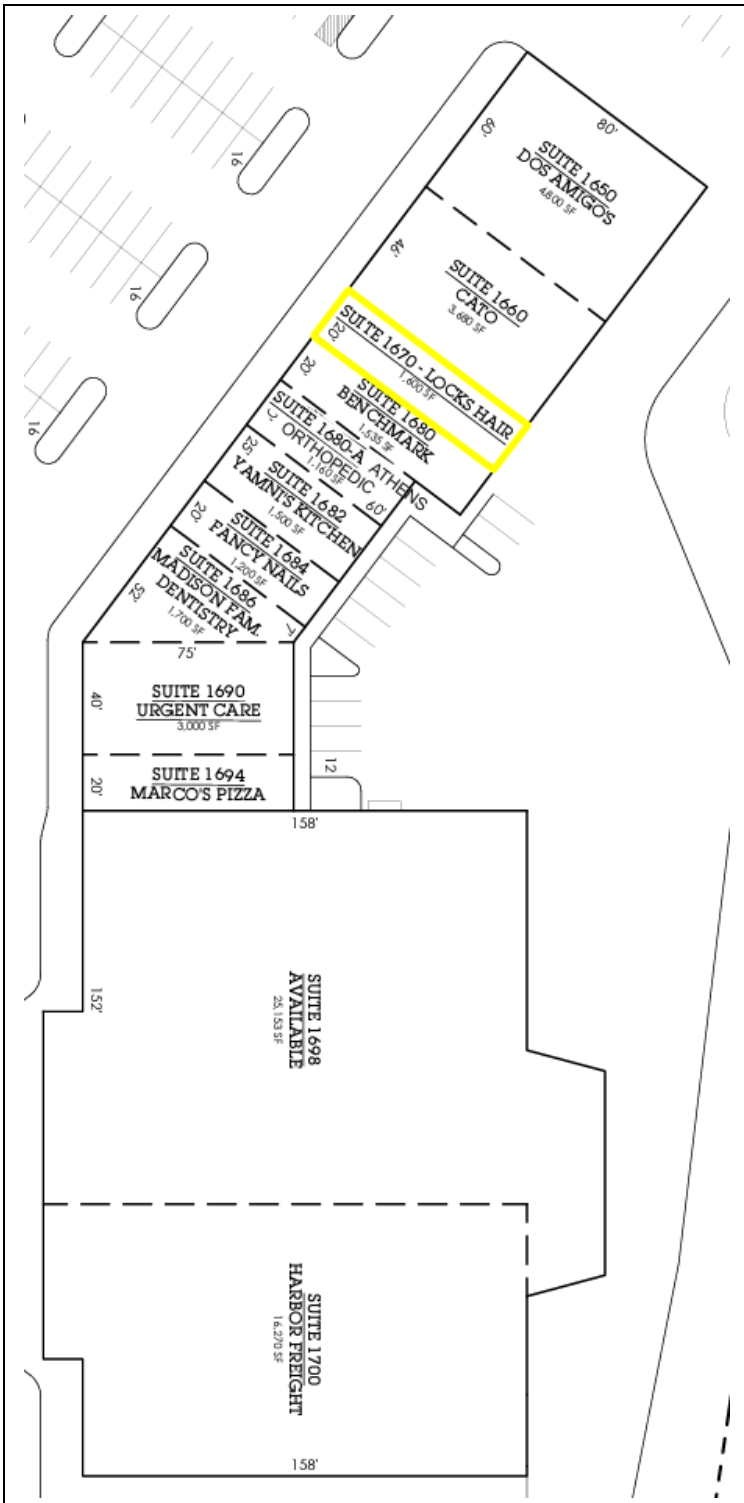 16
16
16
80'
60'
SUITE 1650
DOS AMIGO'S
4,800 SF
46'
SUITE 1660
CATO
3,680 SF
20'
SUITE 1670 - LOCKS HAIR
1,600 SF
20'
SUITE 1680
BENCHMARK
1,535 SF
SUITE 1680-A ATHENS
ORTHOPEDIC
1,160 SF
60'
25'
SUITE 1682
YAMNI'S KITCHEN
1,500 SF
20'
SUITE 1684
FANCY NAILS
1,200 SF
52'
SUITE 1686
MADISON FAM.
DENTISTRY
1,700 SF
75'
40'
SUITE 1690
URGENT CARE
3,000 SF
12
20'
SUITE 1694
MARCO'S PIZZA
158'
152'
SUITE 1698
AVAILABLE
25,153 SF
SUITE 1700
HARBOR FREIGHT
16,270 SF
158'